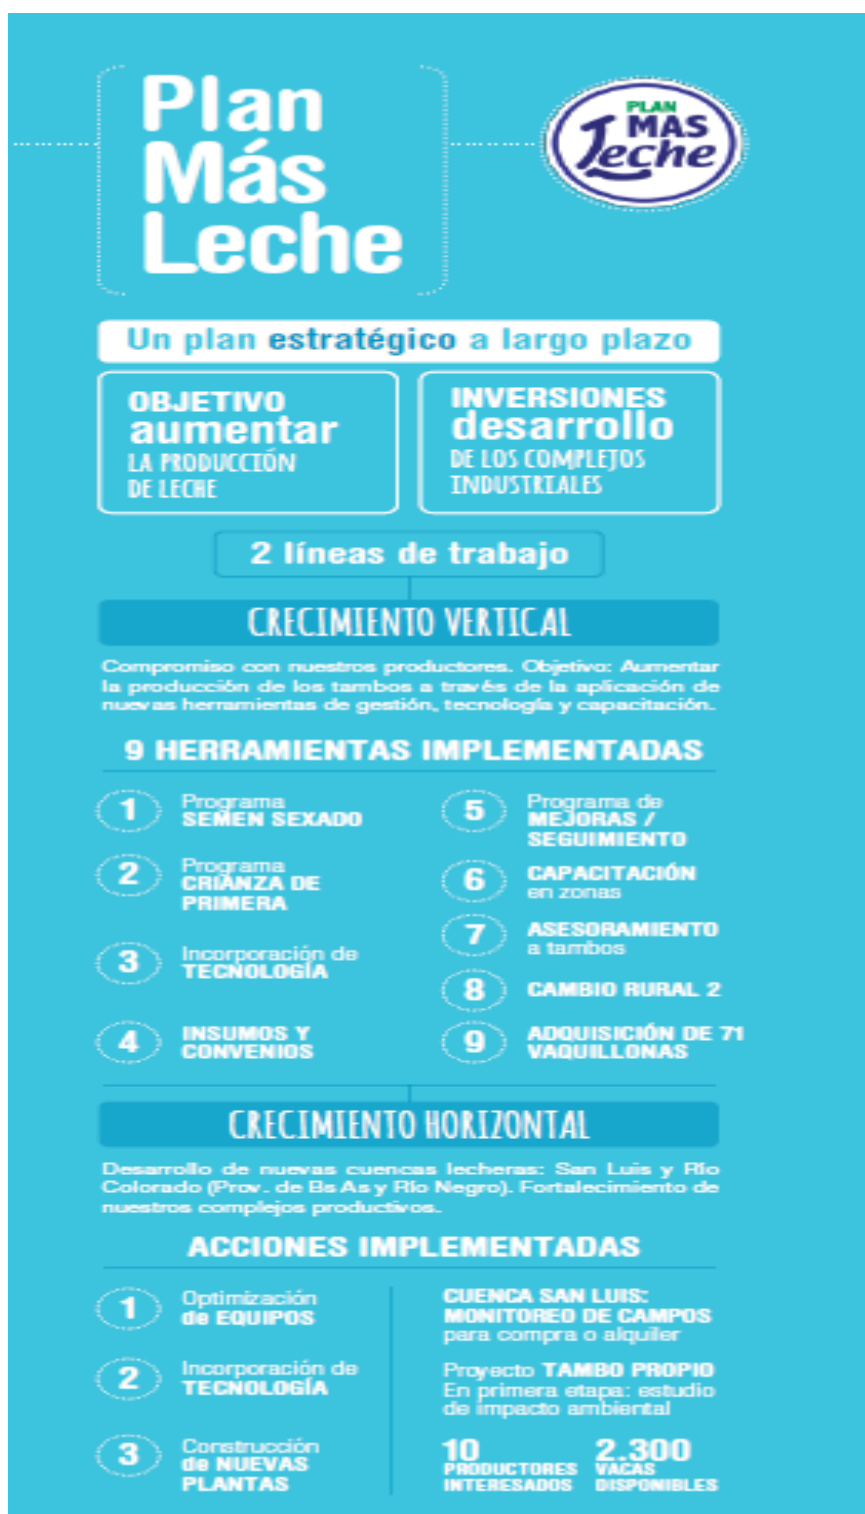 Plan
Más
Leche
PLAN
MAS
Leche
Un plan estratégico a largo plazo
OBJETIVO
aumentar
LA PRODUCCIÓN
DE LECHE
INVERSIONES
desarrollo
DE LOS COMPLEJOS
INDUSTRIALES
2 líneas de trabajo
CRECIMIENTO VERTICAL
Compromiso con nuestros productores. Objetivo: Aumentar
la producción de los tambos a través de la aplicación de
nuevas herramientas de gestión, tecnología y capacitación.
9 HERRAMIENTAS IMPLEMENTADAS
1 Programa
SEMEN SEXADO
2 Programa
CRIANZA DE
PRIMERA
3 Incorporación de
TECNOLOGÍA
4 INSUMOS Y
CONVENIOS
5 Programa de
MEJORAS /
SEGUIMIENTO
6 CAPACITACIÓN
en zonas
7 ASESORAMIENTO
a tambos
8 CAMBIO RURAL 2
9 ADQUISICIÓN DE 71
VAQUILLONAS
CRECIMIENTO HORIZONTAL
Desarrollo de nuevas cuencas lecheras: San Luis y Río
Colorado (Prov. de Bs As y Río Negro). Fortalecimiento de
nuestros complejos productivos.
ACCIONES IMPLEMENTADAS
1 Optimización
de EQUIPOS
2 Incorporación de
TECNOLOGÍA
3 Construcción
de NUEVAS
PLANTAS
CUENCA SAN LUIS:
MONITOREO DE CAMPOS
para compra o alquiler
Proyecto TAMBO PROPIO
En primera etapa: estudio
de impacto ambiental
10
PRODUCTORES
INTERESADOS
2.300
VACAS
DISPONIBLES